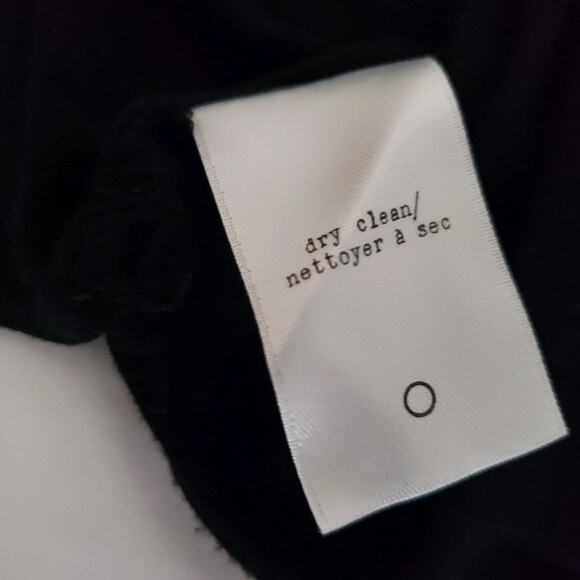 dry clean/
nettoyer à sec